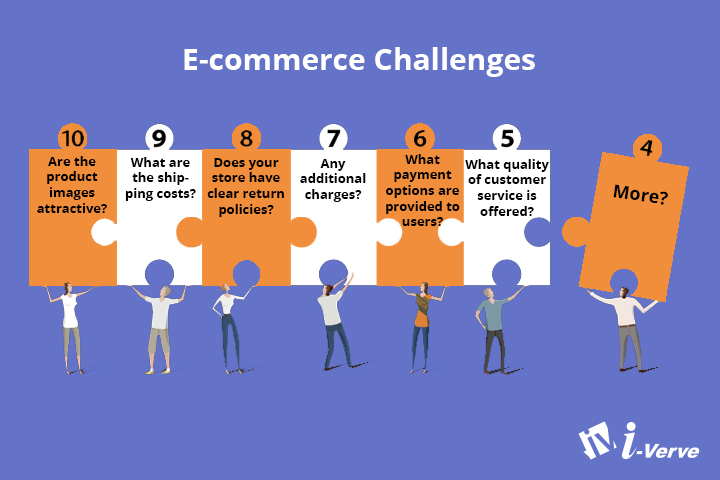 E-commerce Challenges
10
Are the
product
images
attractive?
9
What are
the ship-
ping costs?
8
Does your
store have
clear return
policies?
7
Any
additional
charges?
6
What
payment
options are
provided to
users?
5
What quality
of customer
service is
offered?
4
More?
iV i-Verve